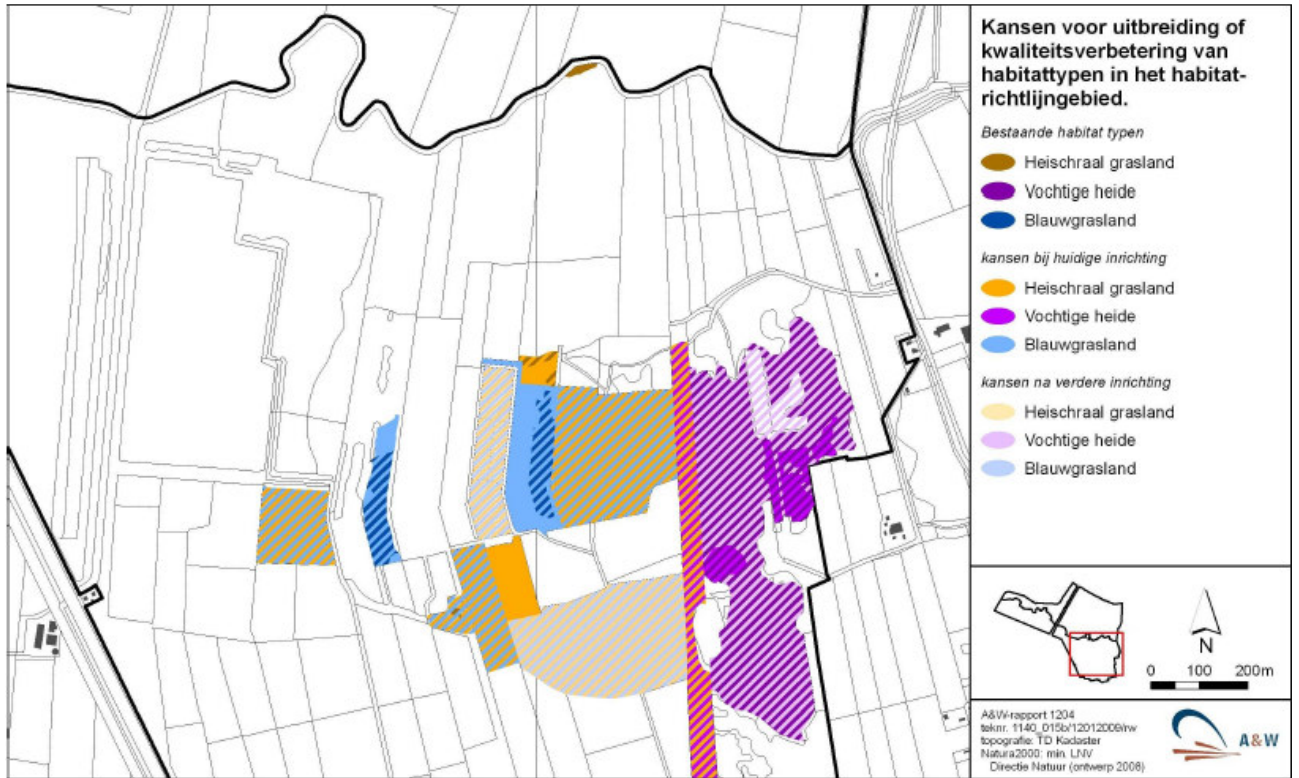 Kansen voor uitbreiding of
kwaliteitsverbetering van
habitattypen in het habitat-
richtlijngebied.
Bestaande habitat typen
Heischraal grasland
Vochtige heide
Blauwgrasland
kansen bij huidige inrichting
Heischraal grasland
Vochtige heide
Blauwgrasland
kansen na verdere inrichting
Heischraal grasland
Vochtige heide
Blauwgrasland
N
0 100 200m
A&W-rapport 1204
teknr. 1140_015b/12012009/rw
topografie: TD Kadaster
Natura2000: min. LNV
Directie Natuur (ontwerp 2008)
A&W